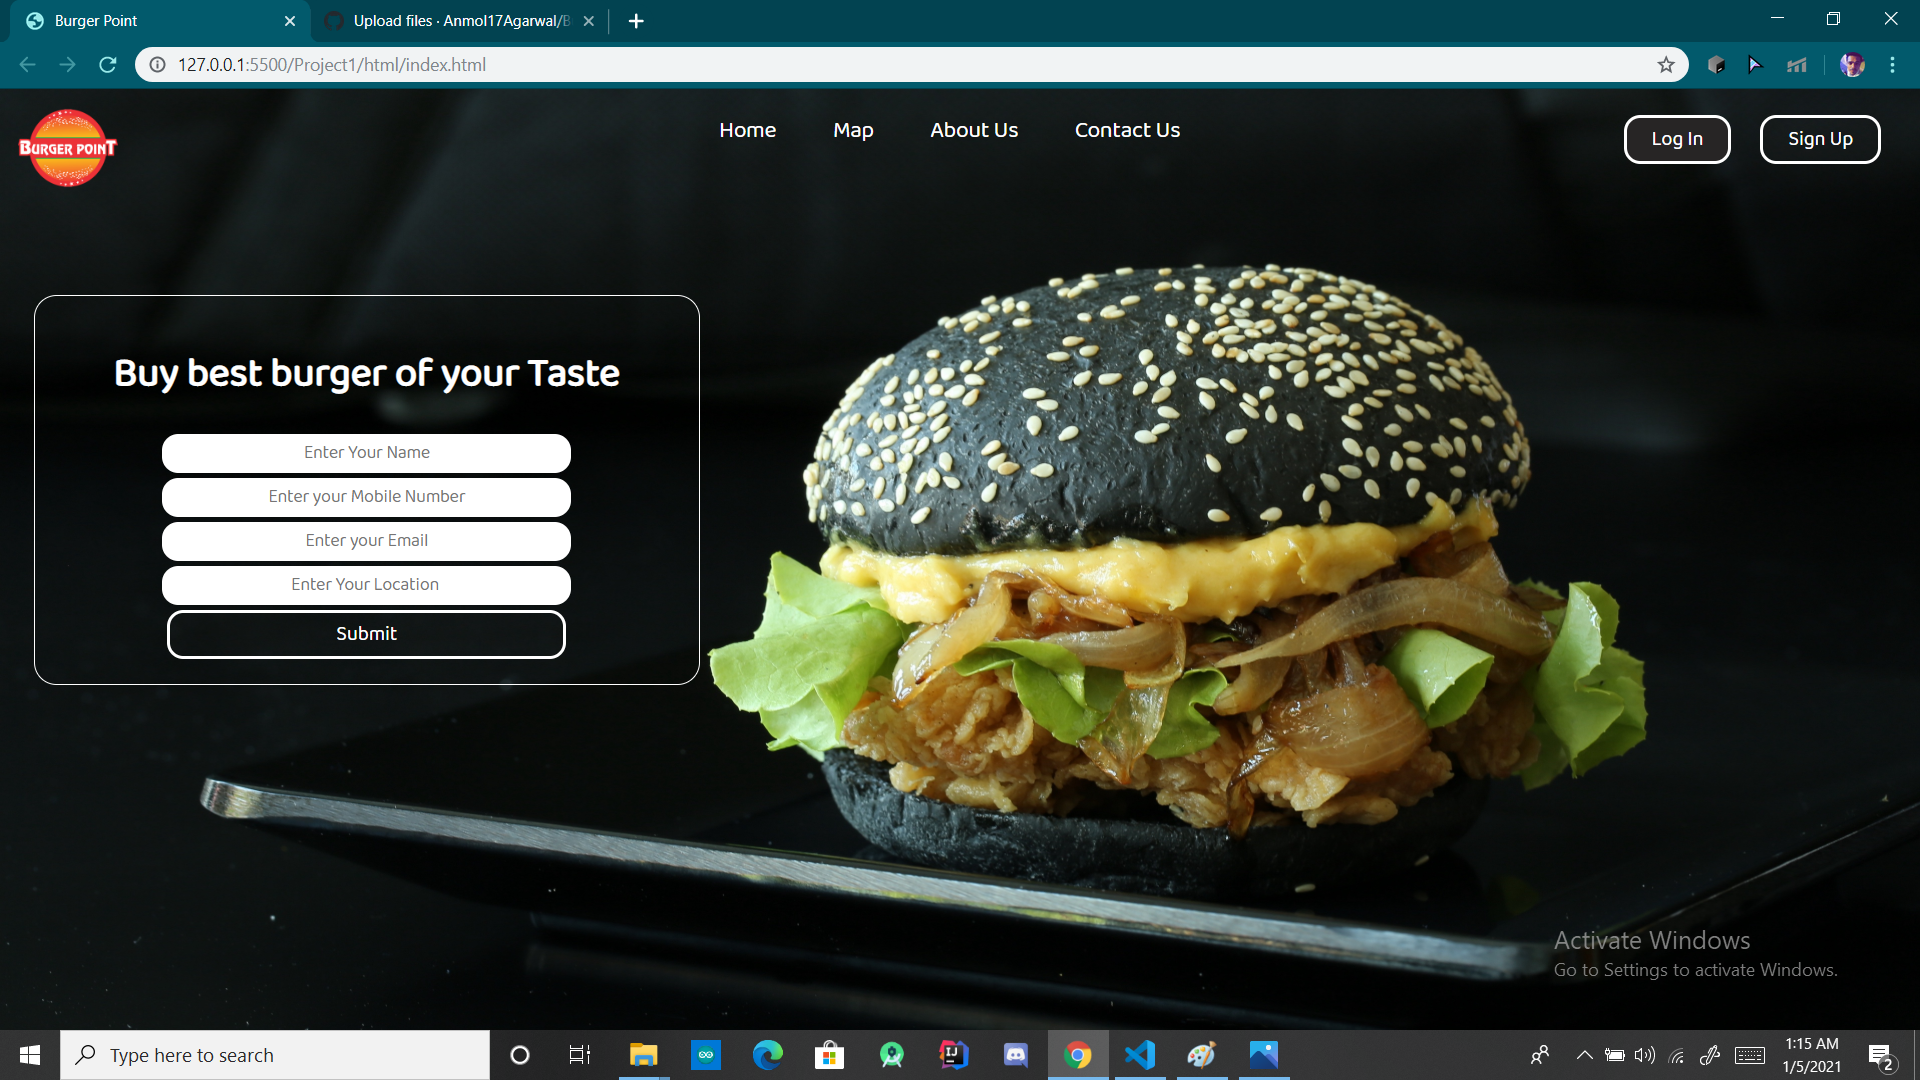 Burger Point
Upload files · Anmol17Agarwal/B
127.0.0.1:5500/Project1/html/index.html
BURGER POINT
Home
Map
About Us
Contact Us
Log In
Sign Up
Buy best burger of your Taste
Enter Your Name
Enter your Mobile Number
Enter your Email
Enter Your Location
Submit
Activate Windows
Go to Settings to activate Windows.
Type here to search
IJ
1:15 AM
1/5/2021
2